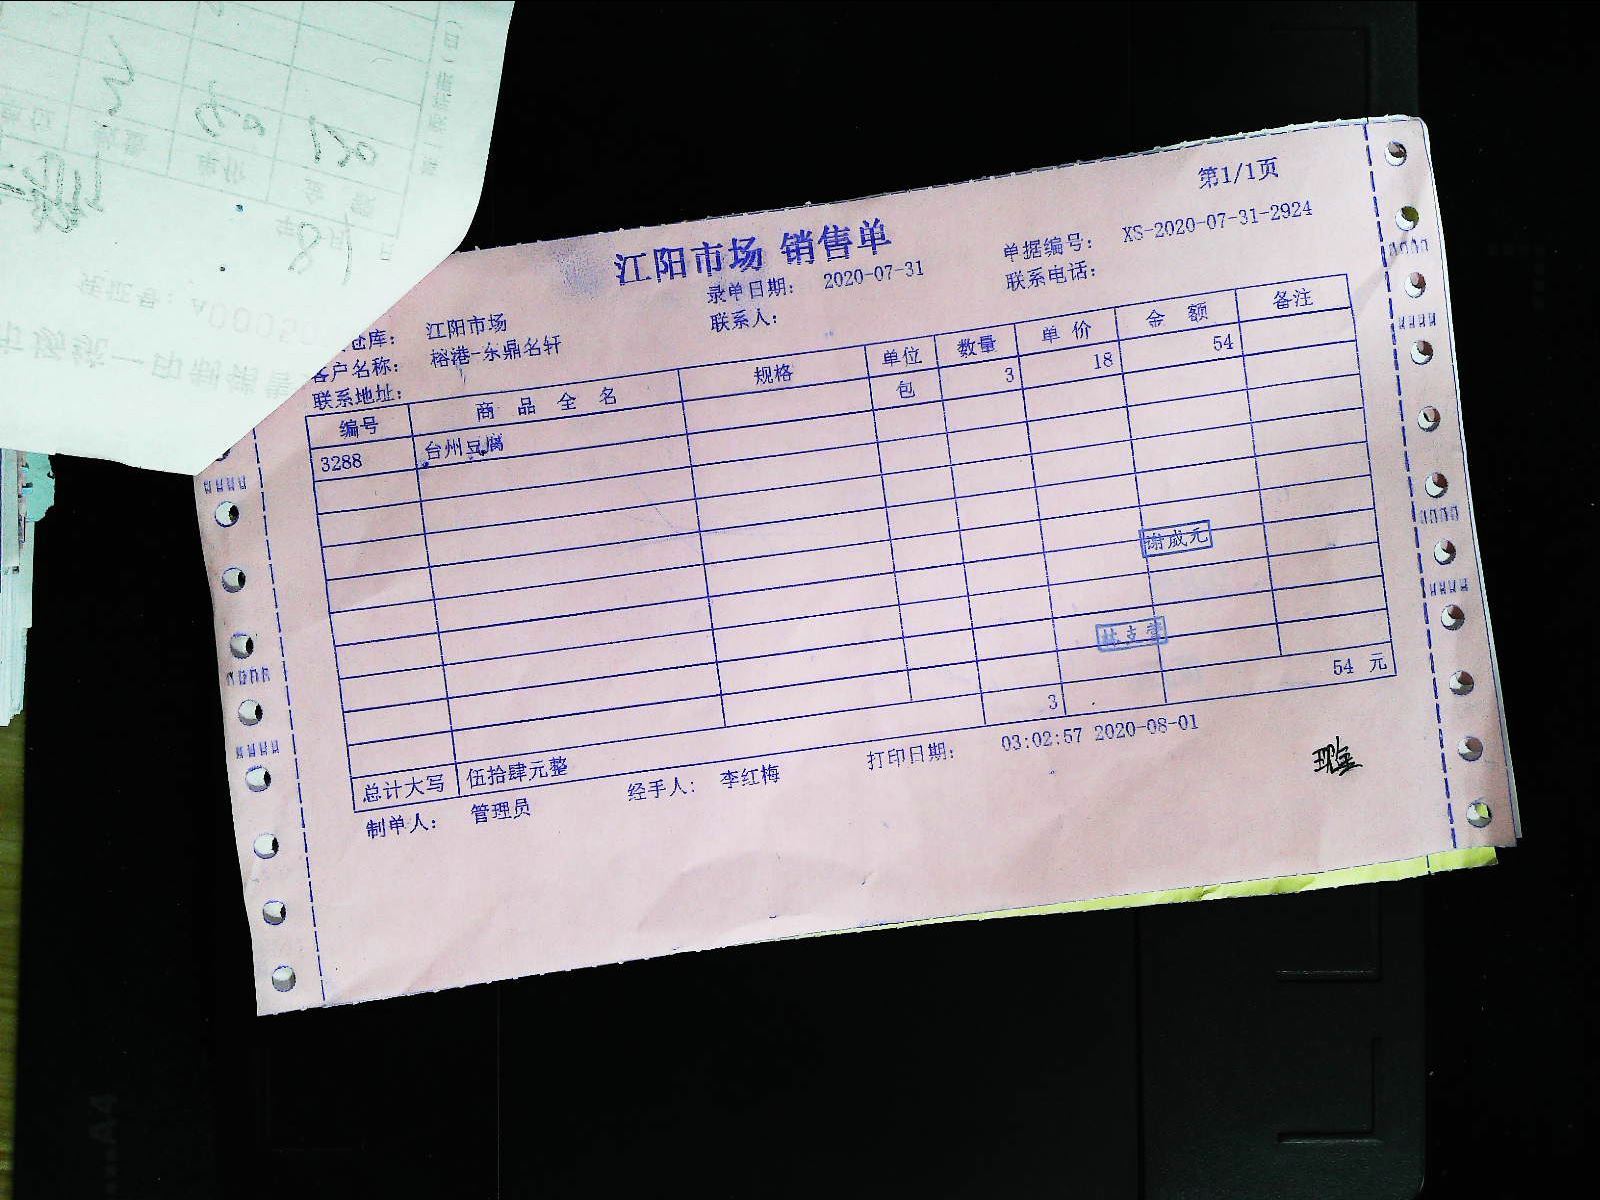 第1/1页
江阳市场 销售单
录单日期： 2020-07-31 单据编号： XS-2020-07-31-2924
仓库： 江阳市场 联系人： 联系电话：
客户名称： 榕港-东鼎名轩
联系地址：
编号 商品全名 规格 单位 数量 单价 金额 备注
3288 台州豆腐 包 3 18 54
谢成元
3 54 元
总计大写 伍拾肆元整
制单人： 管理员 经手人： 李红梅 打印日期： 03:02:57 2020-08-01
现金